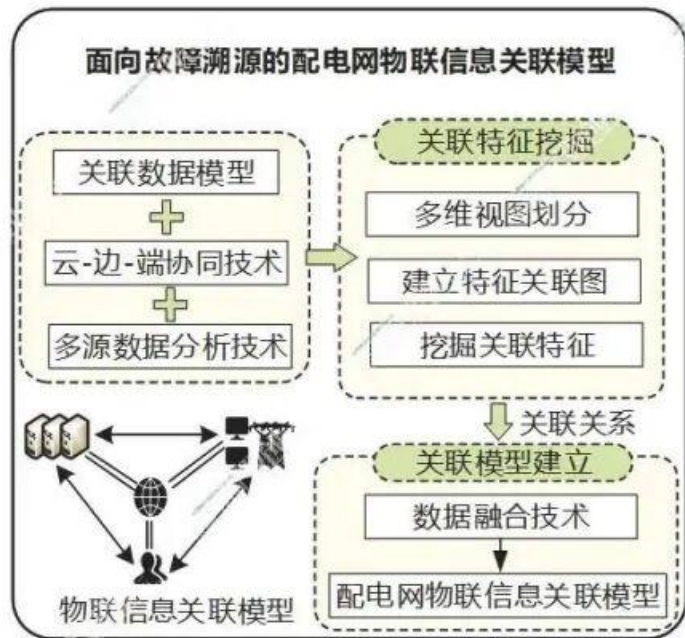 面向故障溯源的配电网物联信息关联模型
关联数据模型
云-边-端协同技术
多源数据分析技术
关联特征挖掘
多维视图划分
建立特征关联图
挖掘关联特征
关联关系
关联模型建立
数据融合技术
配电网物联信息关联模型
物联信息关联模型